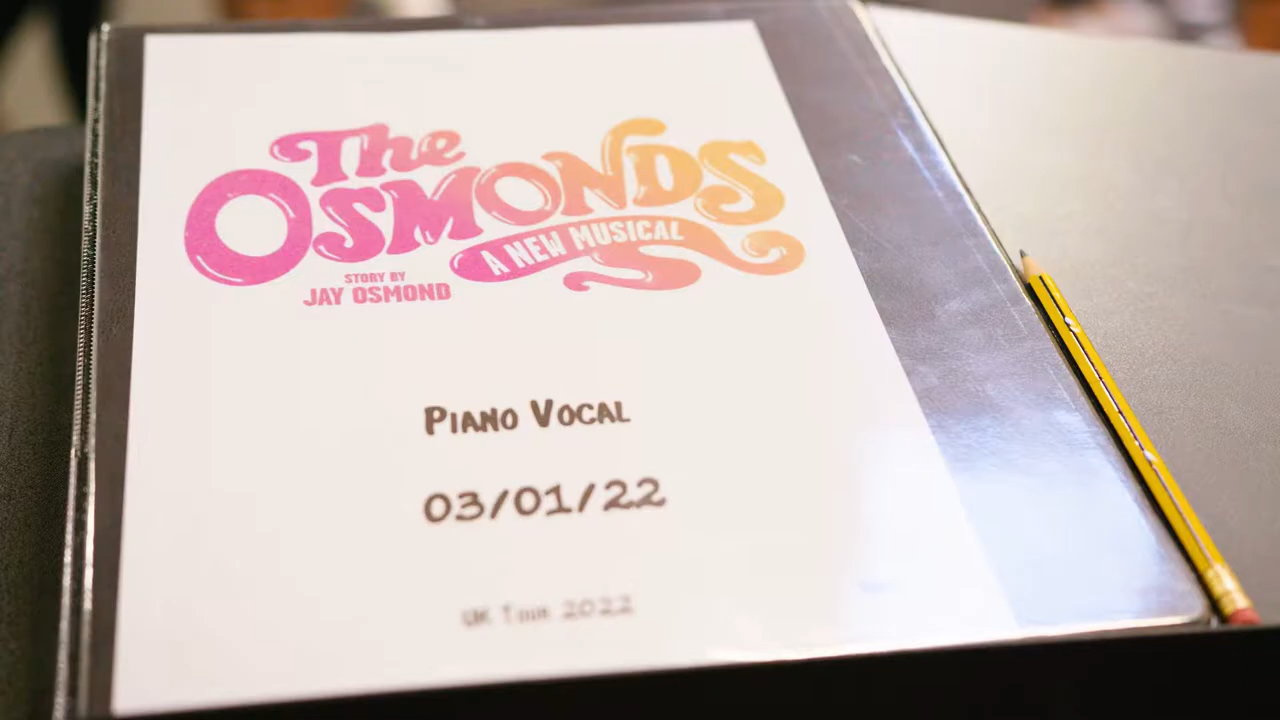 The
OSMONDS
A NEW MUSICAL
STORY BY
JAY OSMOND
PIANO VOCAL
03/01/22
UK Tour 2022